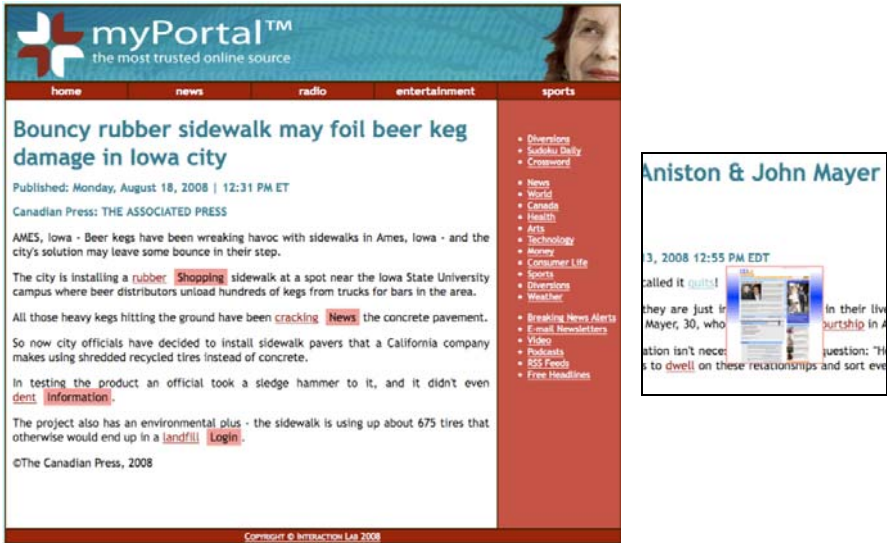 myPortal™
the most trusted online source
home news radio entertainment sports
Bouncy rubber sidewalk may foil beer keg
damage in Iowa city
Published: Monday, August 18, 2008 | 12:31 PM ET
Canadian Press: THE ASSOCIATED PRESS
AMES, Iowa - Beer kegs have been wreaking havoc with sidewalks in Ames, Iowa - and the
city's solution may leave some bounce in their step.
The city is installing a rubber Shopping sidewalk at a spot near the Iowa State University
campus where beer distributors unload hundreds of kegs from trucks for bars in the area.
All those heavy kegs hitting the ground have been cracking News the concrete pavement.
So now city officials have decided to install sidewalk pavers that a California company
makes using shredded recycled tires instead of concrete.
In testing the product an official took a sledge hammer to it, and it didn't even
dent Information.
The project also has an environmental plus - the sidewalk is using up about 675 tires that
otherwise would end up in a landfill Login.
©The Canadian Press, 2008
Diversions
Sudoku Daily
Crossword
News
World
Canada
Health
Arts
Technology
Money
Consumer Life
Sports
Diversions
Weather
Breaking News Alerts
E-mail Newsletters
Video
Podcasts
RSS Feeds
Free Headlines
Copyright © Interaction Lab 2008
Aniston & John Mayer
13, 2008 12:55 PM EDT
called it quits!
they are just in their live
Mayer, 30, who ourtship in A
ation isn't neces question: "H
s to dwell on these relationships and sort eve